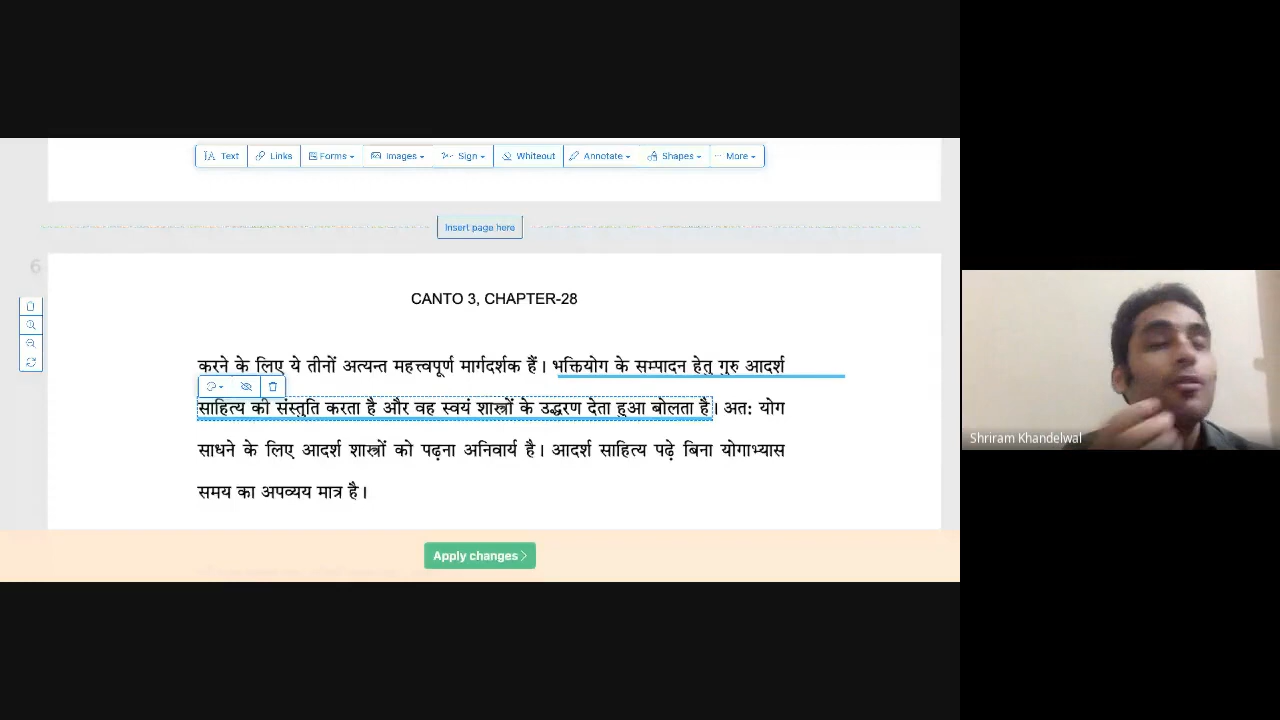 Text
Links
Forms
Images
Sign
Whiteout
Annotate
Shapes
More
Insert page here
6
CANTO 3, CHAPTER-28
करने के लिए ये तीनों अत्यन्त महत्त्वपूर्ण मार्गदर्शक हैं। भक्तियोग के सम्पादन हेतु गुरु आदर्श
साहित्य की संस्तुति करता है और वह स्वयं शास्त्रों के उद्धरण देता हुआ बोलता है। अतः योग
साधने के लिए आदर्श शास्त्रों को पढ़ना अनिवार्य है। आदर्श साहित्य पढ़े बिना योगाभ्यास
समय का अपव्यय मात्र है।
Apply changes
Shriram Khandelwal